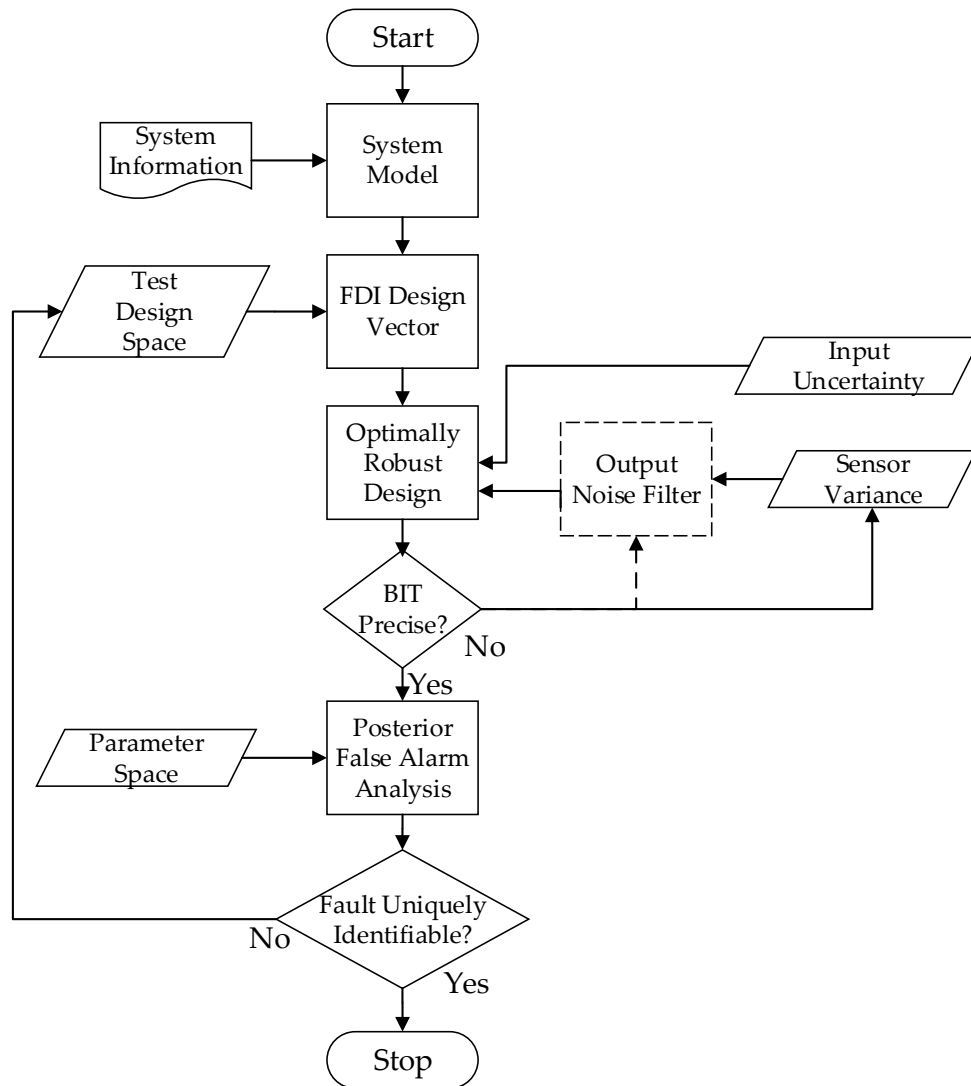 Start
System
Information
System
Model
Test
Design
Space
FDI Design
Vector
Input
Uncertainty
Optimally
Robust
Design
Output
Noise Filter
Sensor
Variance
BIT
Precise?
No
Yes
Parameter
Space
Posterior
False Alarm
Analysis
Fault Uniquely
Identifiable?
No
Yes
Stop